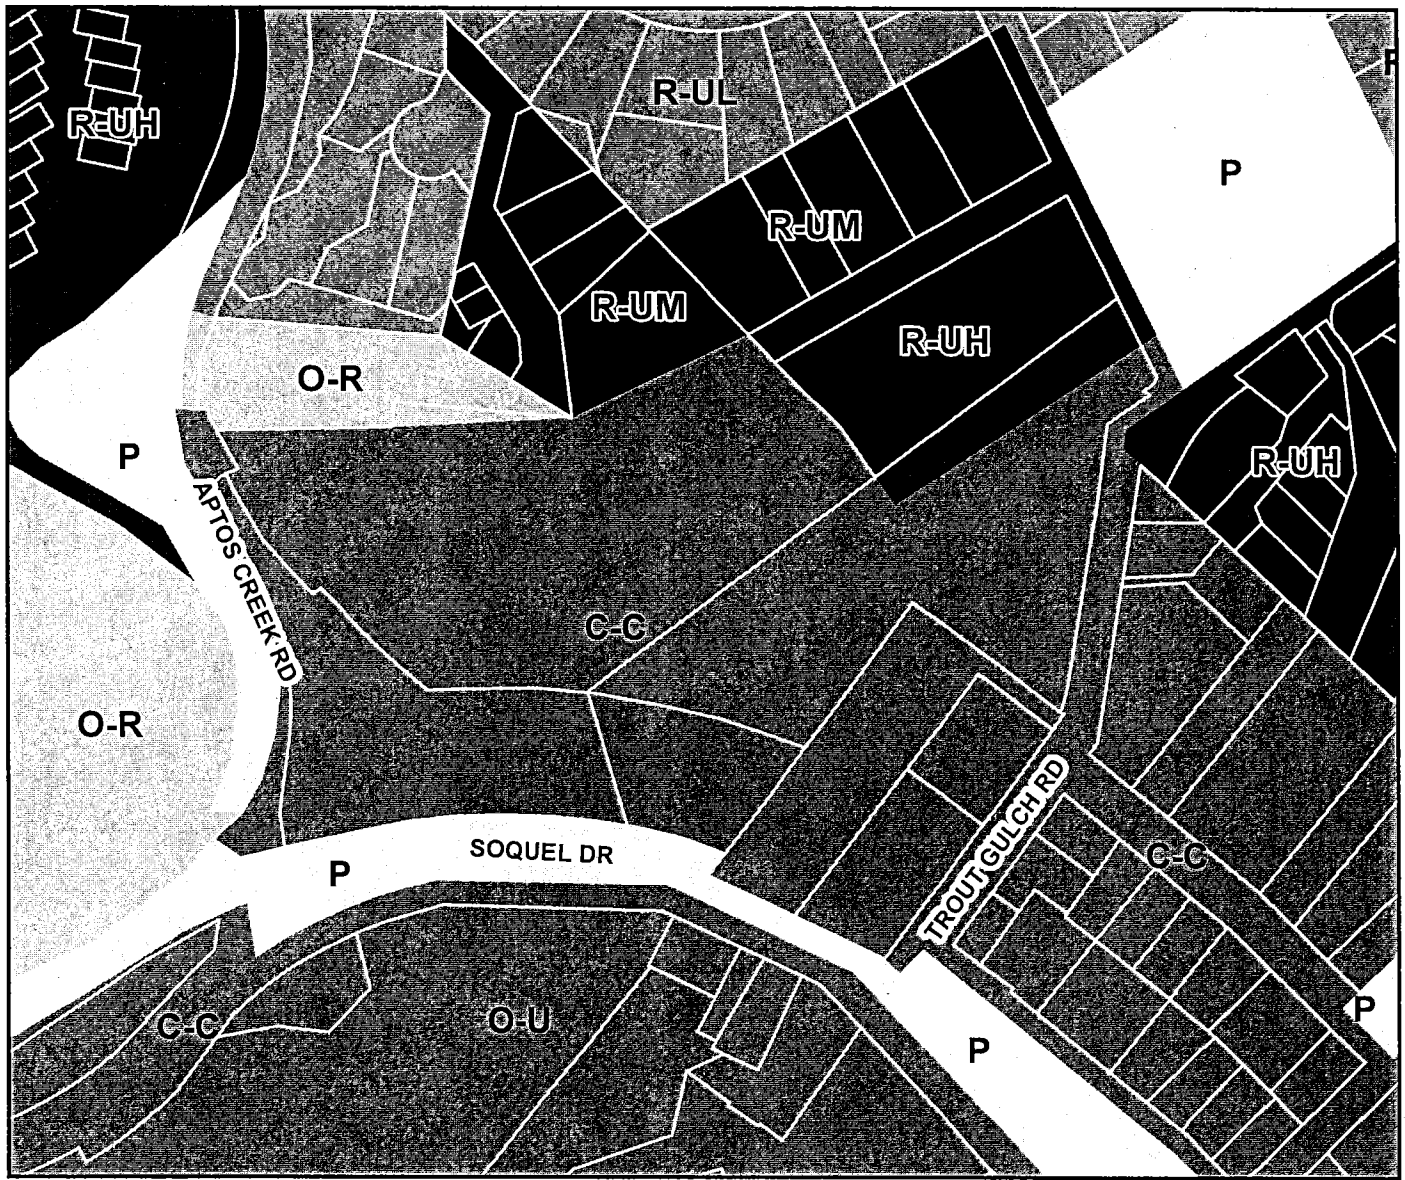 R-UL
R-UH
P
R-UM
R-UM
R-UH
O-R
P
R-UH
APTOS CREEK RD
C-C
O-R
TROUT GULCH RD
SOQUEL DR
C-C
P
C-C
O-U
P
P